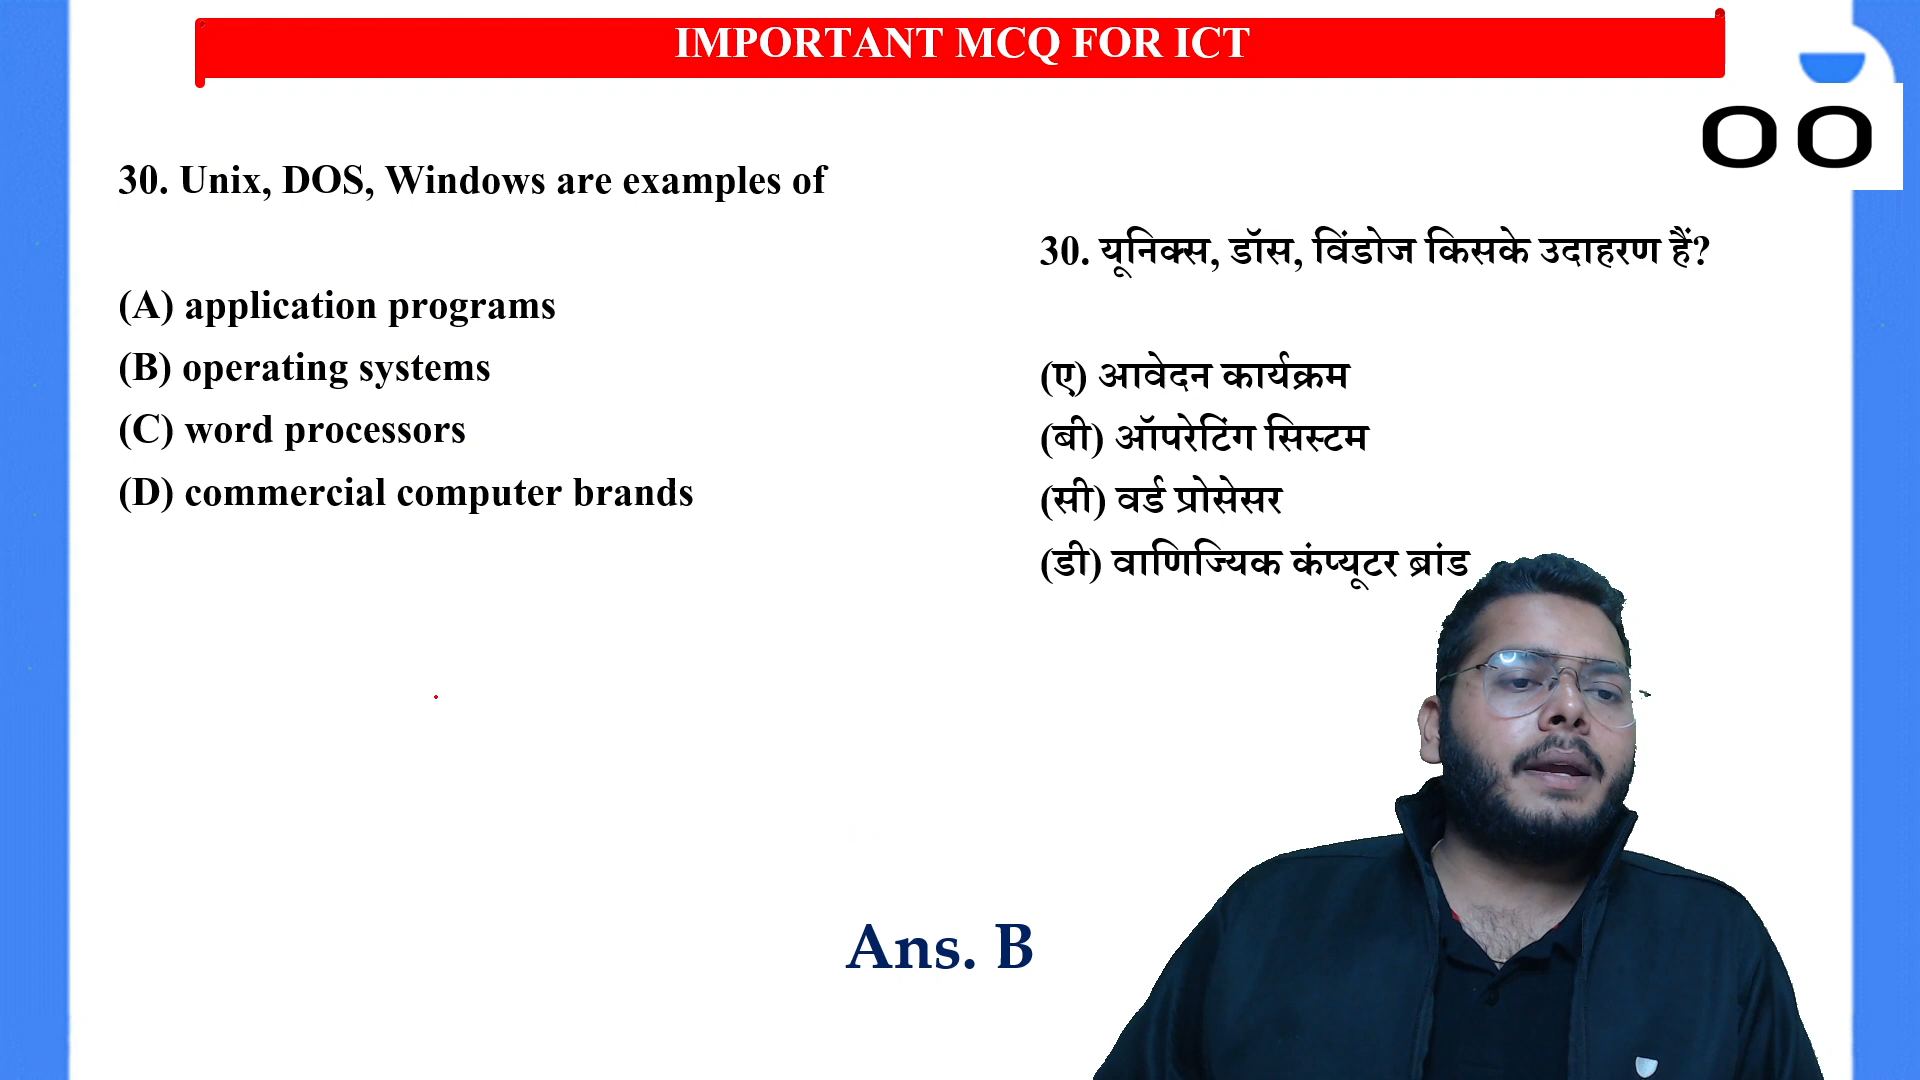 IMPORTANT MCQ FOR ICT
30. Unix, DOS, Windows are examples of
(A) application programs
(B) operating systems
(C) word processors
(D) commercial computer brands
30. यूनिक्स, डॉस, विंडोज किसके उदाहरण हैं?
(ए) आवेदन कार्यक्रम
(बी) ऑपरेटिंग सिस्टम
(सी) वर्ड प्रोसेसर
(डी) वाणिज्यिक कंप्यूटर ब्रांड
Ans. B